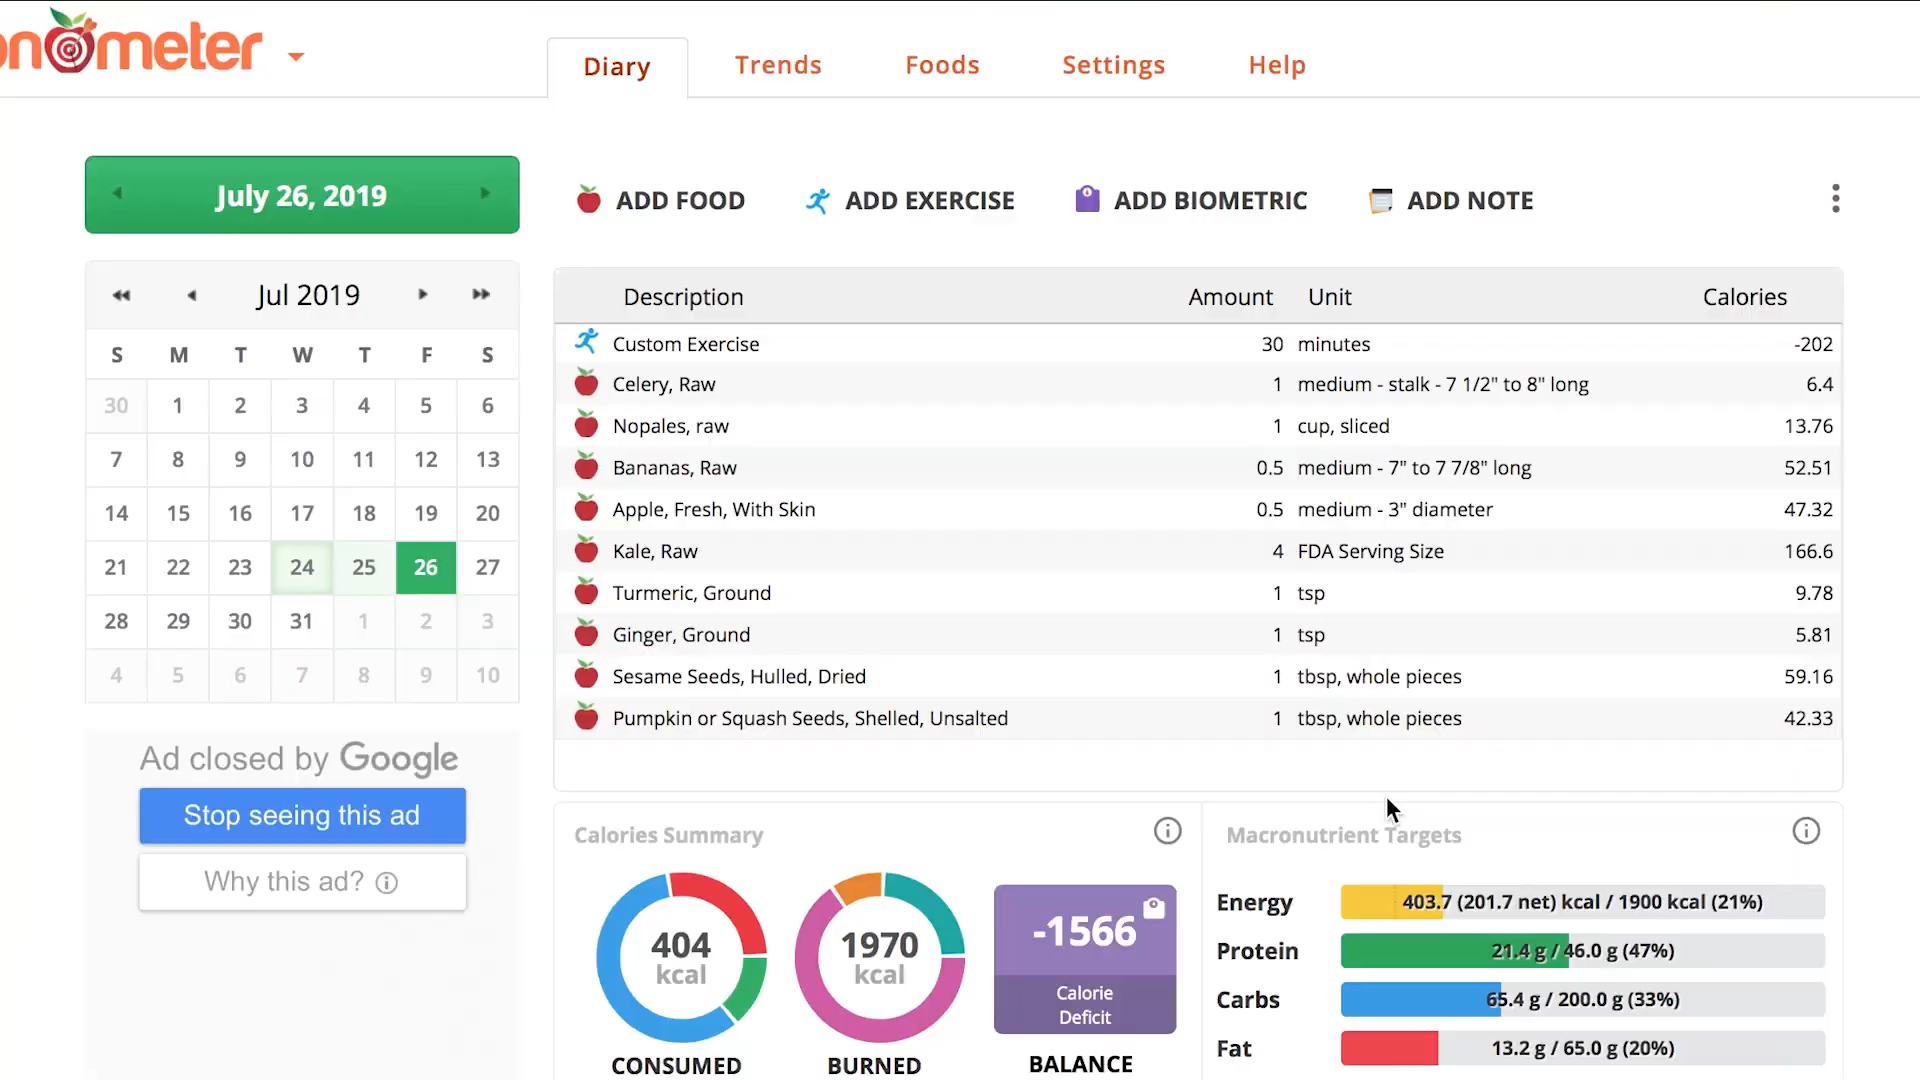 onometer
Diary Trends Foods Settings Help
July 26, 2019
ADD FOOD ADD EXERCISE ADD BIOMETRIC ADD NOTE
Jul 2019
S M T W T F S
30 1 2 3 4 5 6
7 8 9 10 11 12 13
14 15 16 17 18 19 20
21 22 23 24 25 26 27
28 29 30 31 1 2 3
4 5 6 7 8 9 10
Ad closed by Google
Stop seeing this ad
Why this ad?
Description Amount Unit Calories
Custom Exercise 30 minutes -202
Celery, Raw 1 medium - stalk - 7 1/2" to 8" long 6.4
Nopales, raw 1 cup, sliced 13.76
Bananas, Raw 0.5 medium - 7" to 7 7/8" long 52.51
Apple, Fresh, With Skin 0.5 medium - 3" diameter 47.32
Kale, Raw 4 FDA Serving Size 166.6
Turmeric, Ground 1 tsp 9.78
Ginger, Ground 1 tsp 5.81
Sesame Seeds, Hulled, Dried 1 tbsp, whole pieces 59.16
Pumpkin or Squash Seeds, Shelled, Unsalted 1 tbsp, whole pieces 42.33
Calories Summary
404
kcal
CONSUMED
1970
kcal
BURNED
-1566
Calorie
Deficit
BALANCE
Macronutrient Targets
Energy 403.7 (201.7 net) kcal / 1900 kcal (21%)
Protein 21.4 g / 46.0 g (47%)
Carbs 65.4 g / 200.0 g (33%)
Fat 13.2 g / 65.0 g (20%)